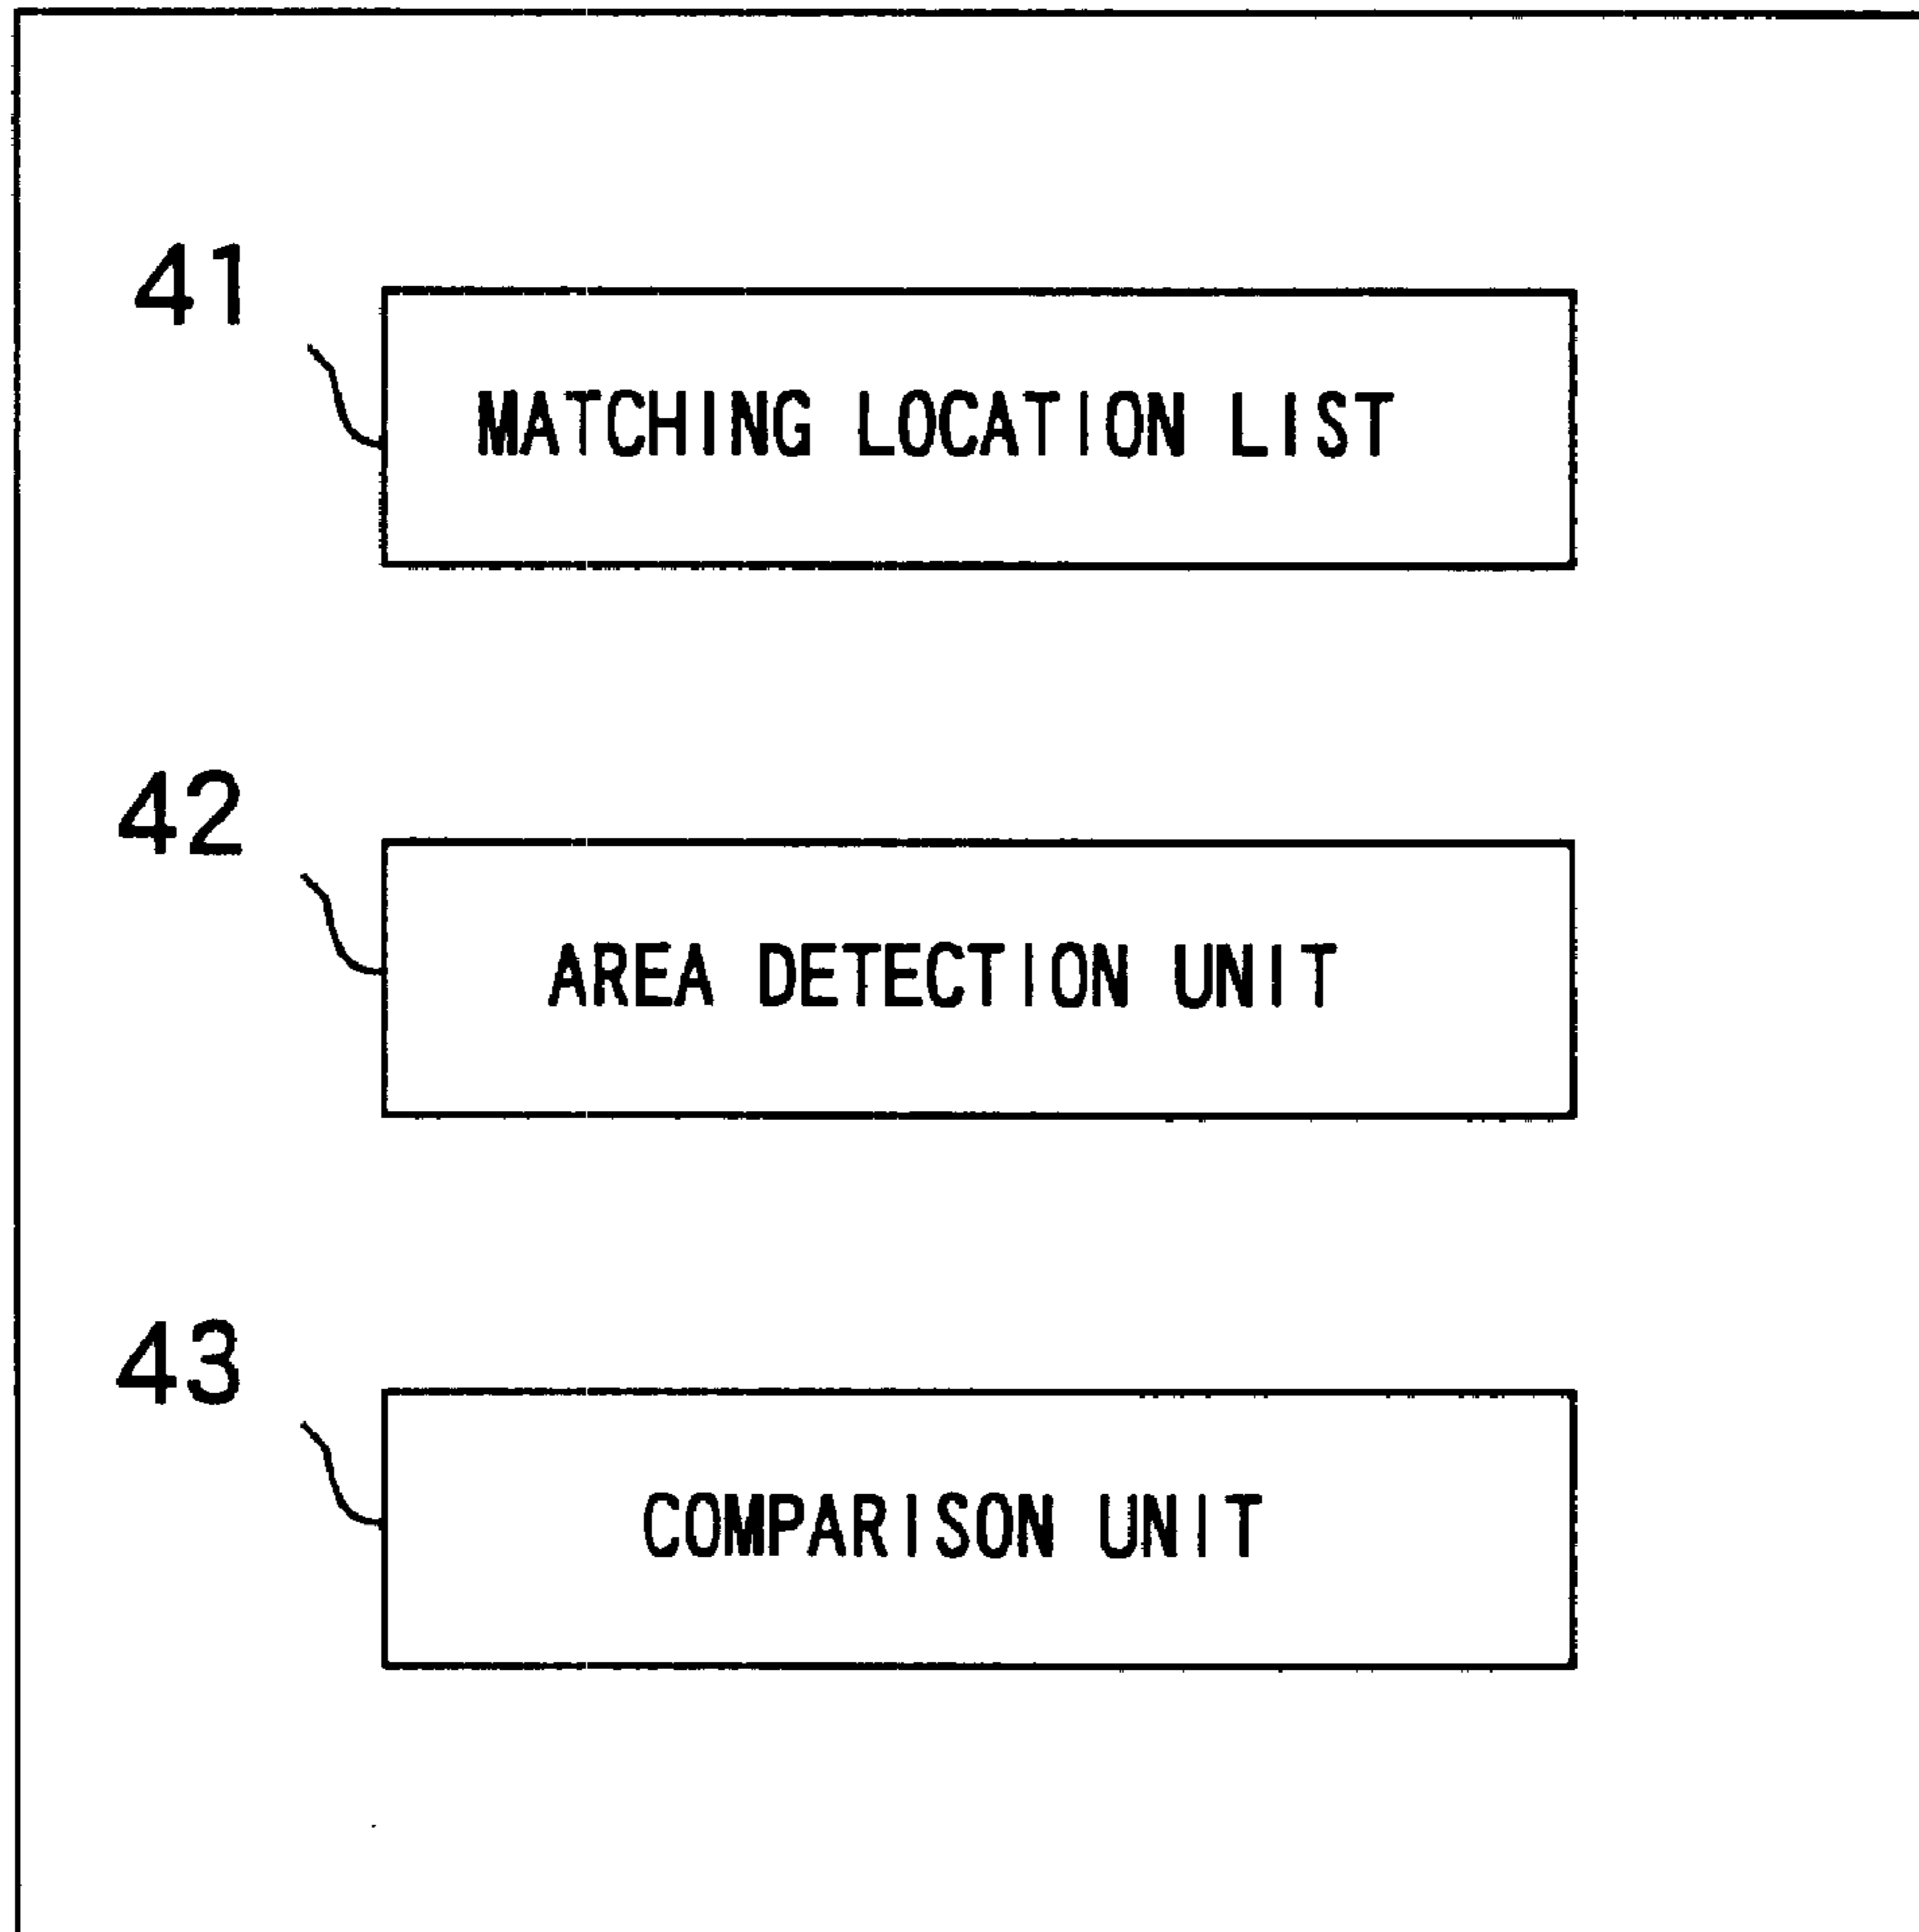 41
MATCHING LOCATION LIST
42
AREA DETECTION UNIT
43
COMPARISON UNIT